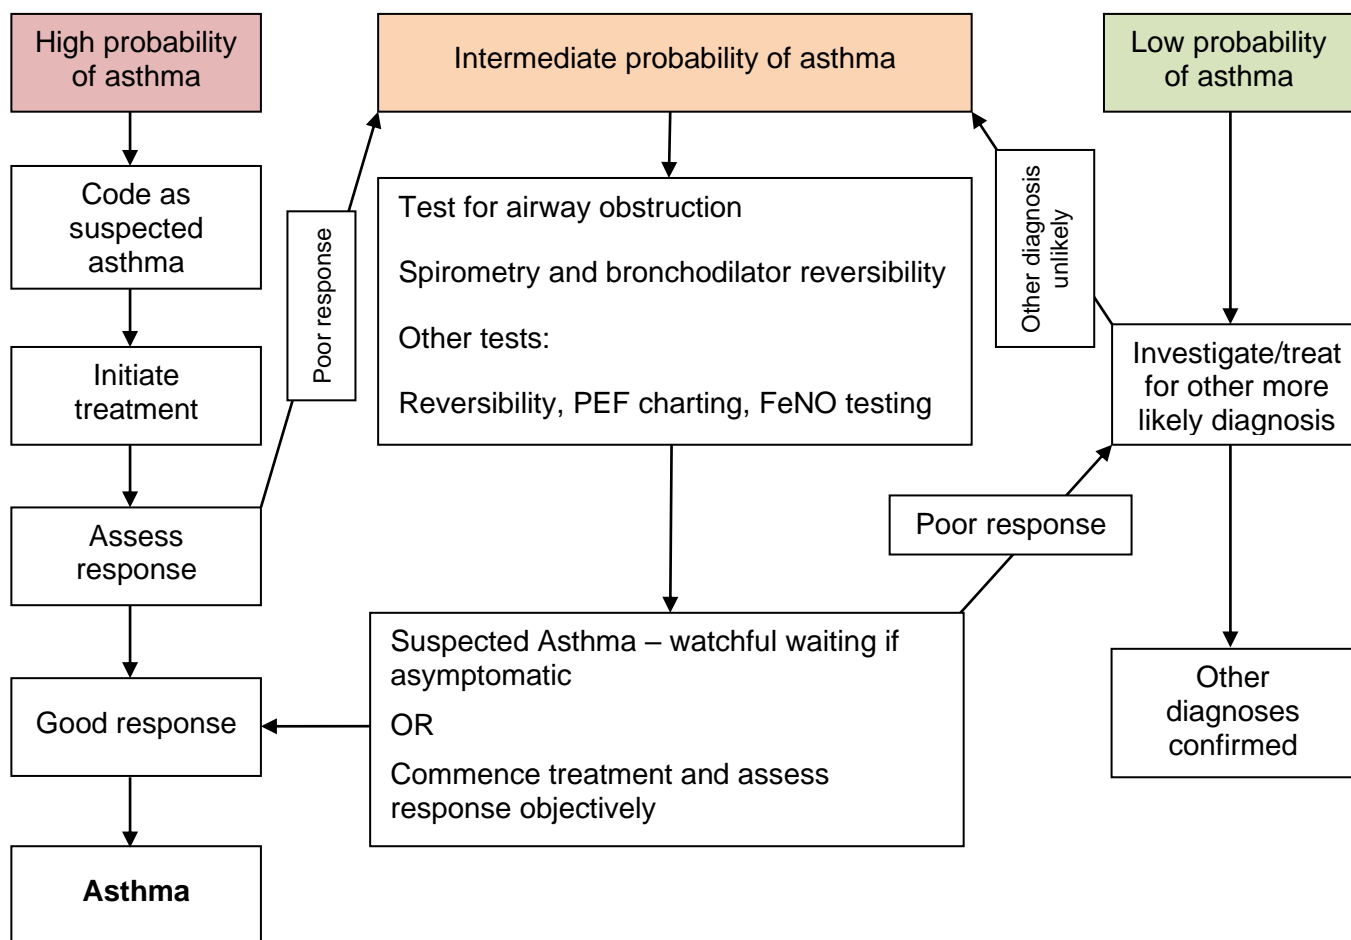 High probability
of asthma
Code as
suspected
asthma
Initiate
treatment
Assess
response
Good response
Asthma
Poor response
Intermediate probability of asthma
Test for airway obstruction
Spirometry and bronchodilator reversibility
Other tests:
Reversibility, PEF charting, FeNO testing
Suspected Asthma – watchful waiting if
asymptomatic
OR
Commence treatment and assess
response objectively
Other diagnosis
unlikely
Poor response
Low probability
of asthma
Investigate/treat
for other more
likely diagnosis
Other
diagnoses
confirmed